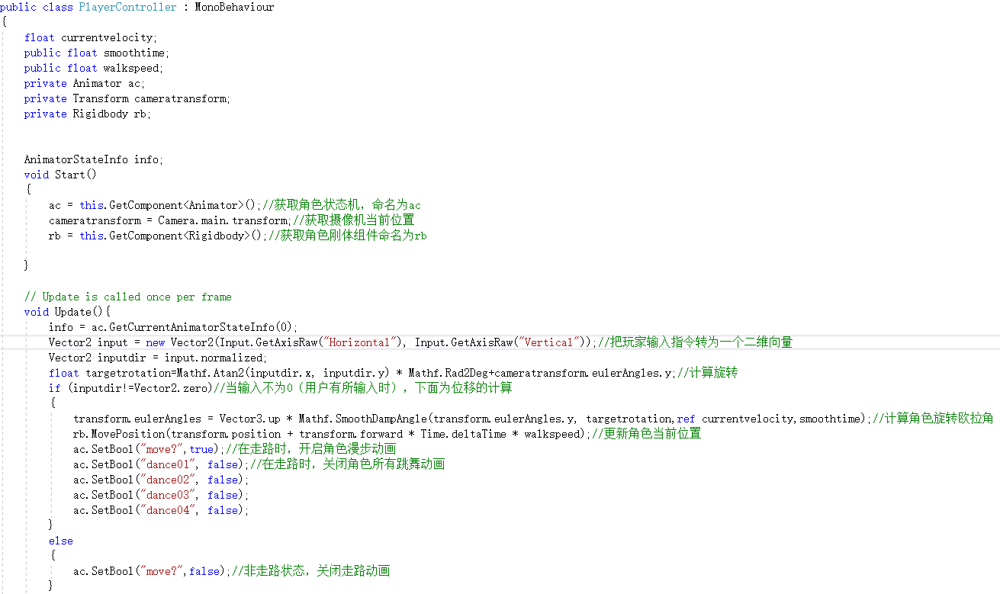 public class PlayerController : MonoBehaviour
{
float currentvelocity;
public float smoothtime;
public float walkspeed;
private Animator ac;
private Transform cameratransform;
private Rigidbody rb;
AnimatorStateInfo info;
void Start()
{
ac = this.GetComponent<Animator>();//获取角色状态机，命名为ac
cameratransform = Camera.main.transform;//获取摄像机当前位置
rb = this.GetComponent<Rigidbody>();//获取角色刚体组件命名为rb
}
// Update is called once per frame
void Update(){
info = ac.GetCurrentAnimatorStateInfo(0);
Vector2 input = new Vector2(Input.GetAxisRaw("Horizontal"), Input.GetAxisRaw("Vertical"));//把玩家输入指令转为一个二维向量
Vector2 inputdir = input.normalized;
float targetrotation=Mathf.Atan2(inputdir.x, inputdir.y) * Mathf.Rad2Deg+cameratransform.eulerAngles.y;//计算旋转
if (inputdir!=Vector2.zero)//当输入不为0（用户有所输入时），下面为位移的计算
{
transform.eulerAngles = Vector3.up * Mathf.SmoothDampAngle(transform.eulerAngles.y, targetrotation,ref currentvelocity,smoothtime);//计算角色旋转欧拉角
rb.MovePosition(transform.position + transform.forward * Time.deltaTime * walkspeed);//更新角色当前位置
ac.SetBool("move?",true);//在走路时，开启角色漫步动画
ac.SetBool("dance01", false);//在走路时，关闭角色所有跳舞动画
ac.SetBool("dance02", false);
ac.SetBool("dance03", false);
ac.SetBool("dance04", false);
}
else
{
ac.SetBool("move?",false);//非走路状态，关闭走路动画
}